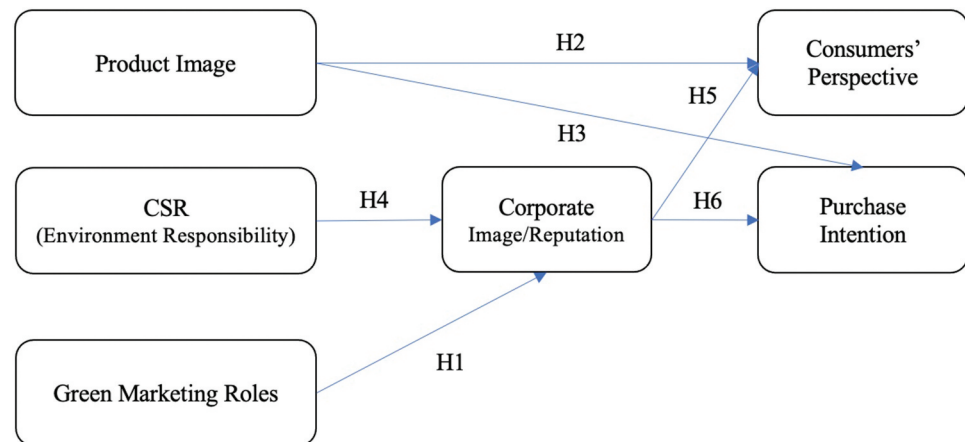 Product Image
H2
Consumers’
Perspective
H5
H3
CSR
(Environment Responsibility)
H4
Corporate
Image/Reputation
H6
Purchase
Intention
H1
Green Marketing Roles